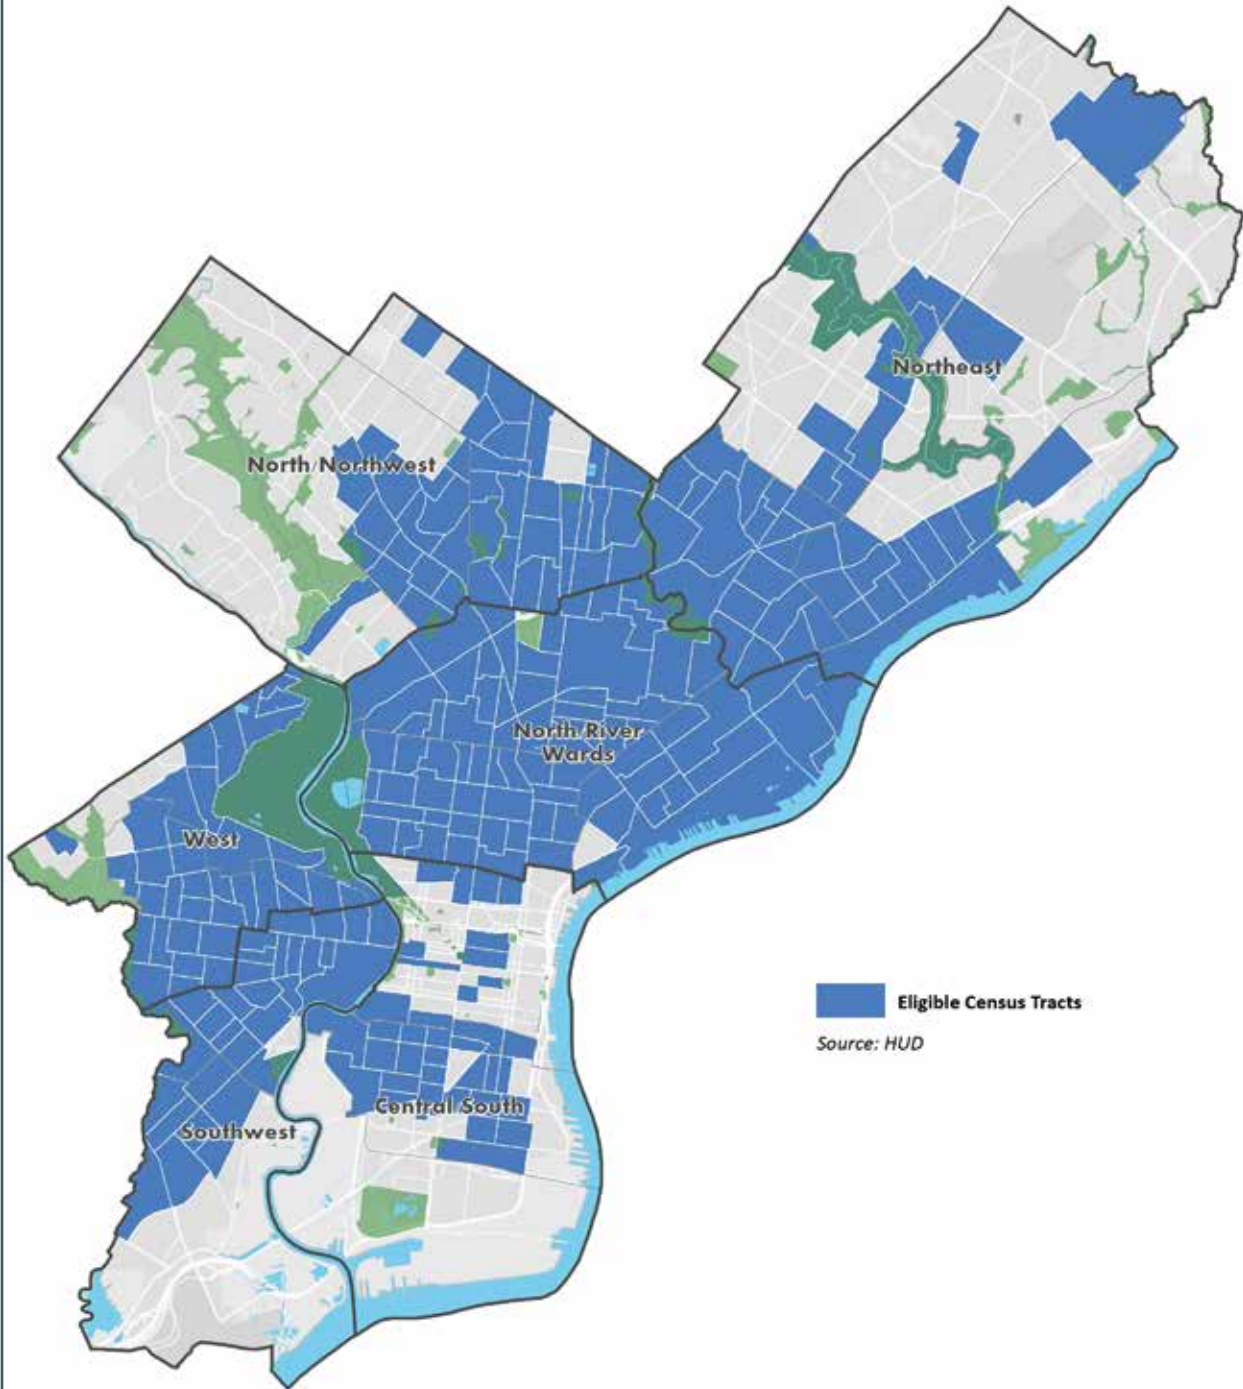 Northeast
North Northwest
North River
Wards
West
Eligible Census Tracts
Source: HUD
Central South
Southwest